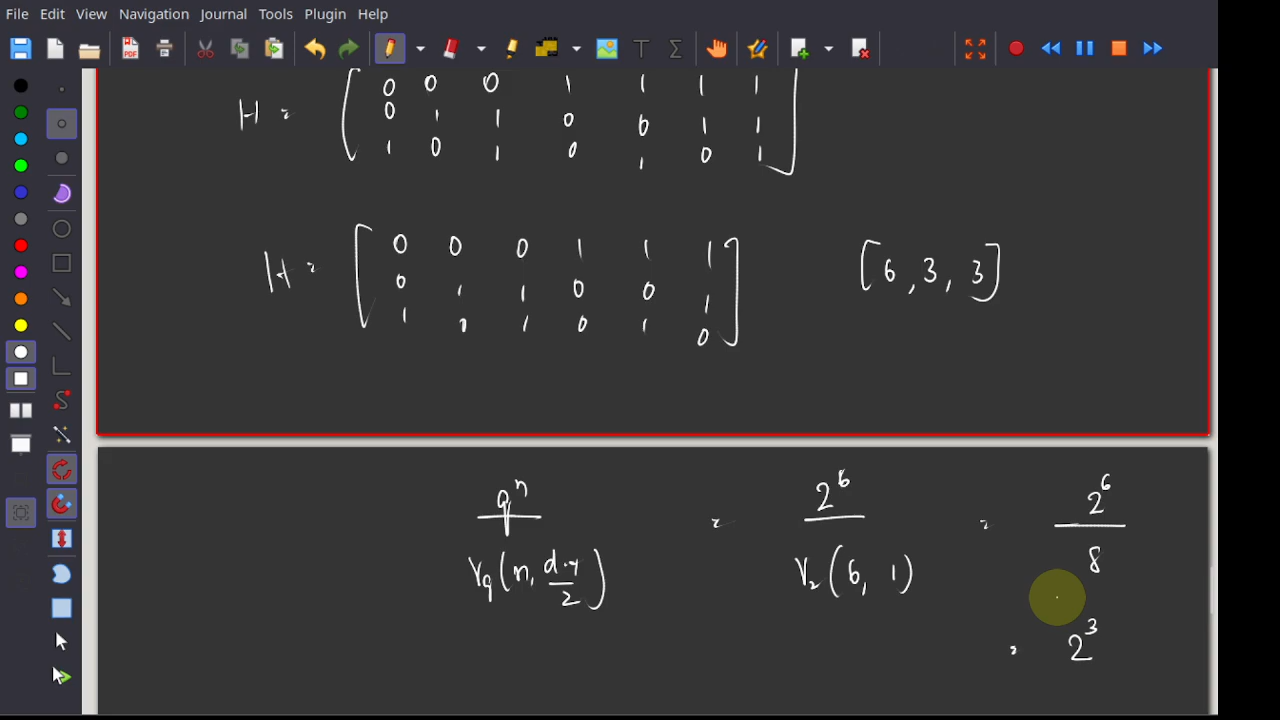 File Edit View Navigation Journal Tools Plugin Help
0 0 0 1 1 1 1
H = 0 1 1 0 0 1 1
1 0 1 0 1 0 1
0 0 0 1 1 1
H = 0 1 1 0 0 1 [6, 3, 3]
1 0 1 0 1 0
q^n / V_q(n, d-1/2) = 2^6 / V_2(6, 1) = 2^6 / 8
= 2^3